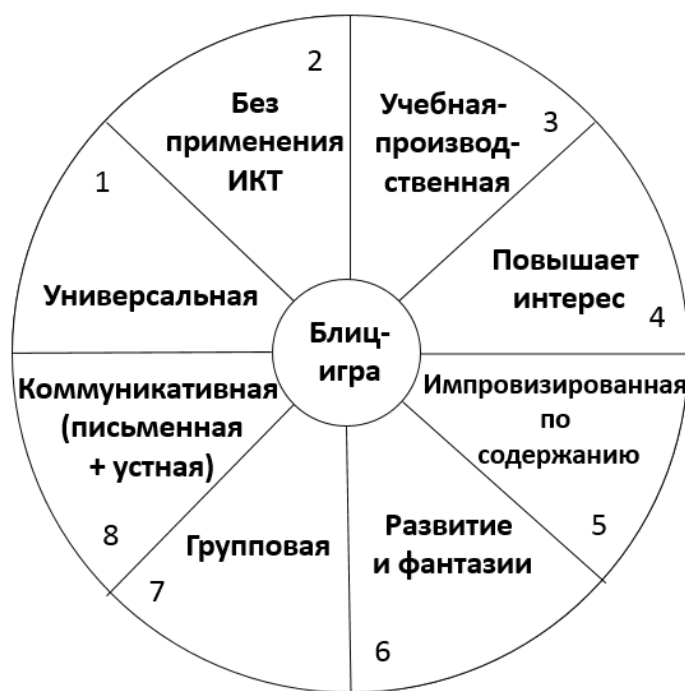 1
Универсальная
2
Без
применения
ИКТ
3
Учебная-
производ-
ственная
Повышает
интерес
4
Импровизированная
по
содержанию
5
Развитие
и фантазии
6
Групповая
7
Коммуникативная
(письменная
+ устная)
8
Блиц-
игра